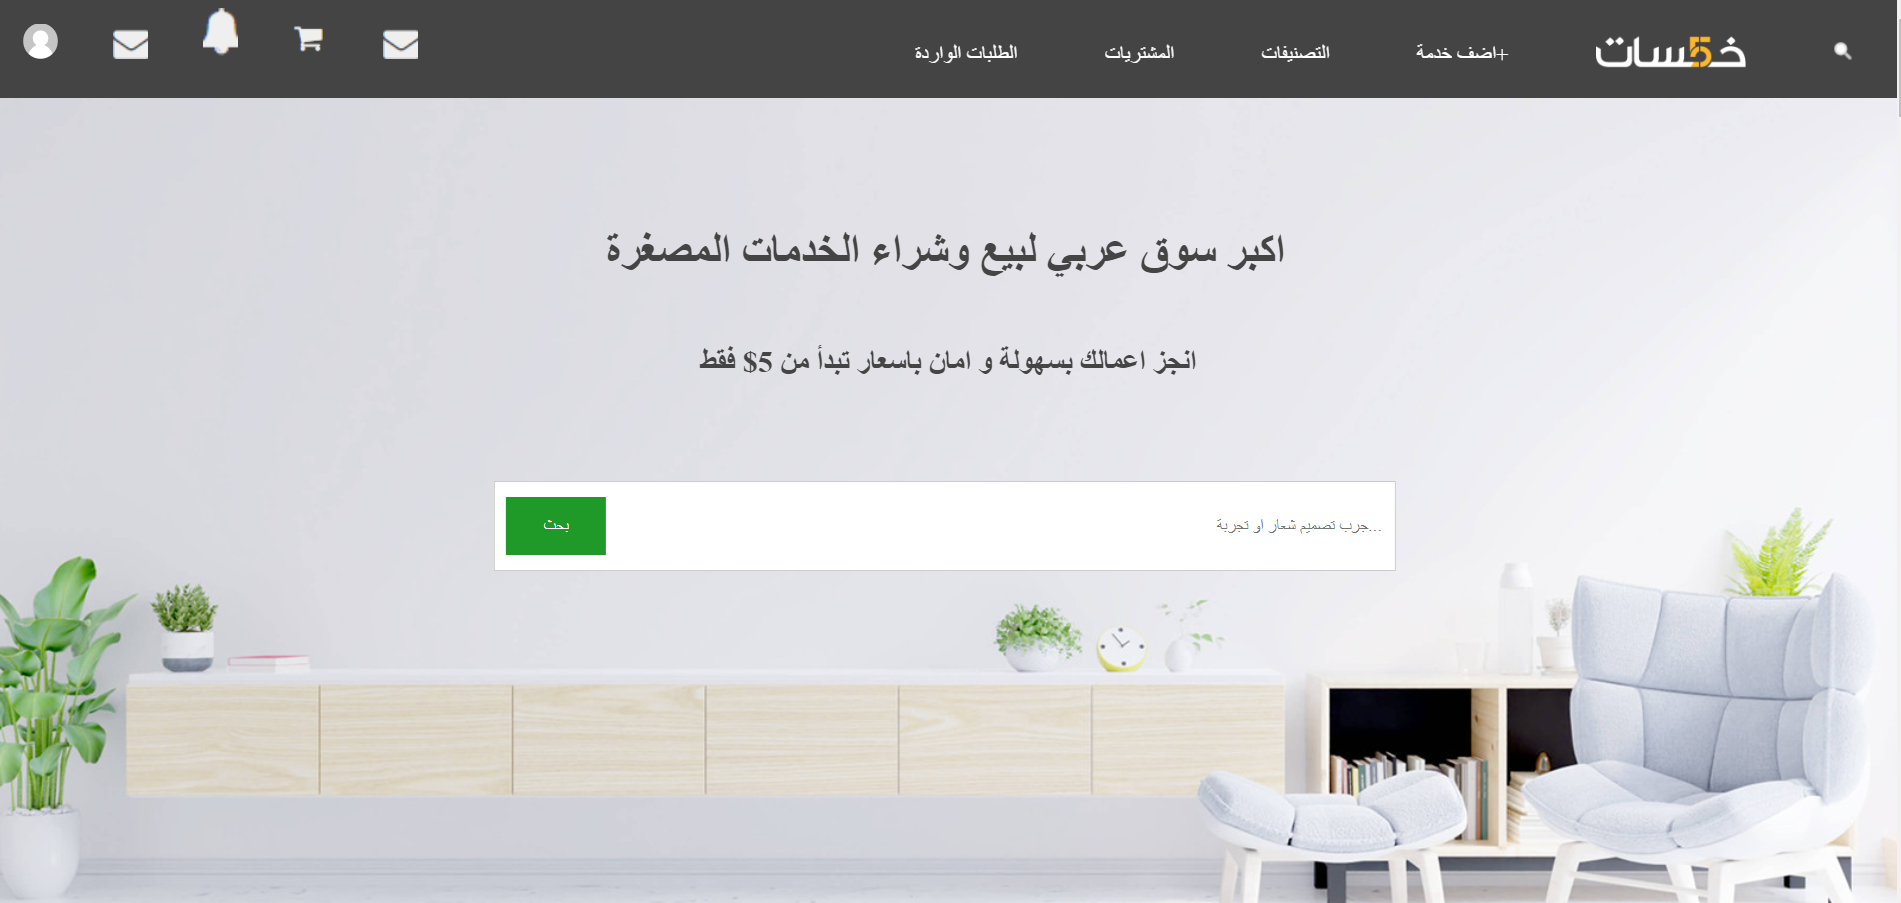 خمسات
+اضف خدمة
التصنيفات
المشتريات
الطلبات الواردة
اكبر سوق عربي لبيع وشراء الخدمات المصغرة
انجز اعمالك بسهولة و امان باسعار تبدأ من 5$ فقط
...جرب تصميم شعار او تجربة
بحث